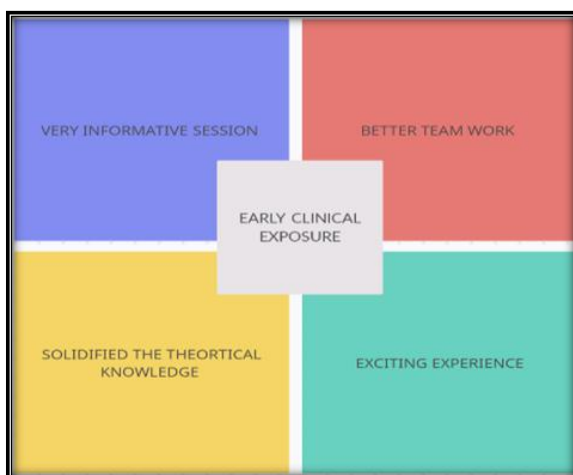 VERY INFORMATIVE SESSION
BETTER TEAM WORK
EARLY CLINICAL
EXPOSURE
SOLIDIFIED THE THEORTICAL
KNOWLEDGE
EXCITING EXPERIENCE